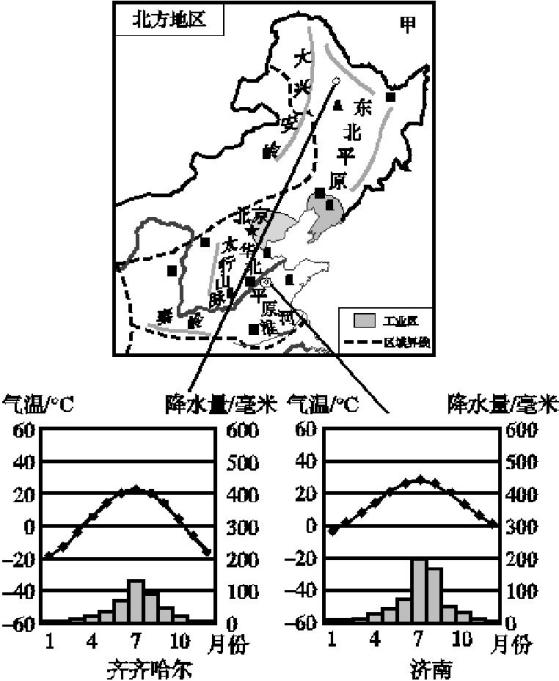 北方地区
甲
大兴安岭
东北平原
北京
太行山脉
华北平原
秦岭
淮河
工业区
区域界线
气温/°C
降水量/毫米
气温/°C
降水量/毫米
60
600
60
600
40
500
40
500
20
400
20
400
0
300
0
300
-20
200
-20
200
-40
100
-40
100
-60
0
-60
0
1 4 7 10 月份
1 4 7 10 月份
齐齐哈尔
济南